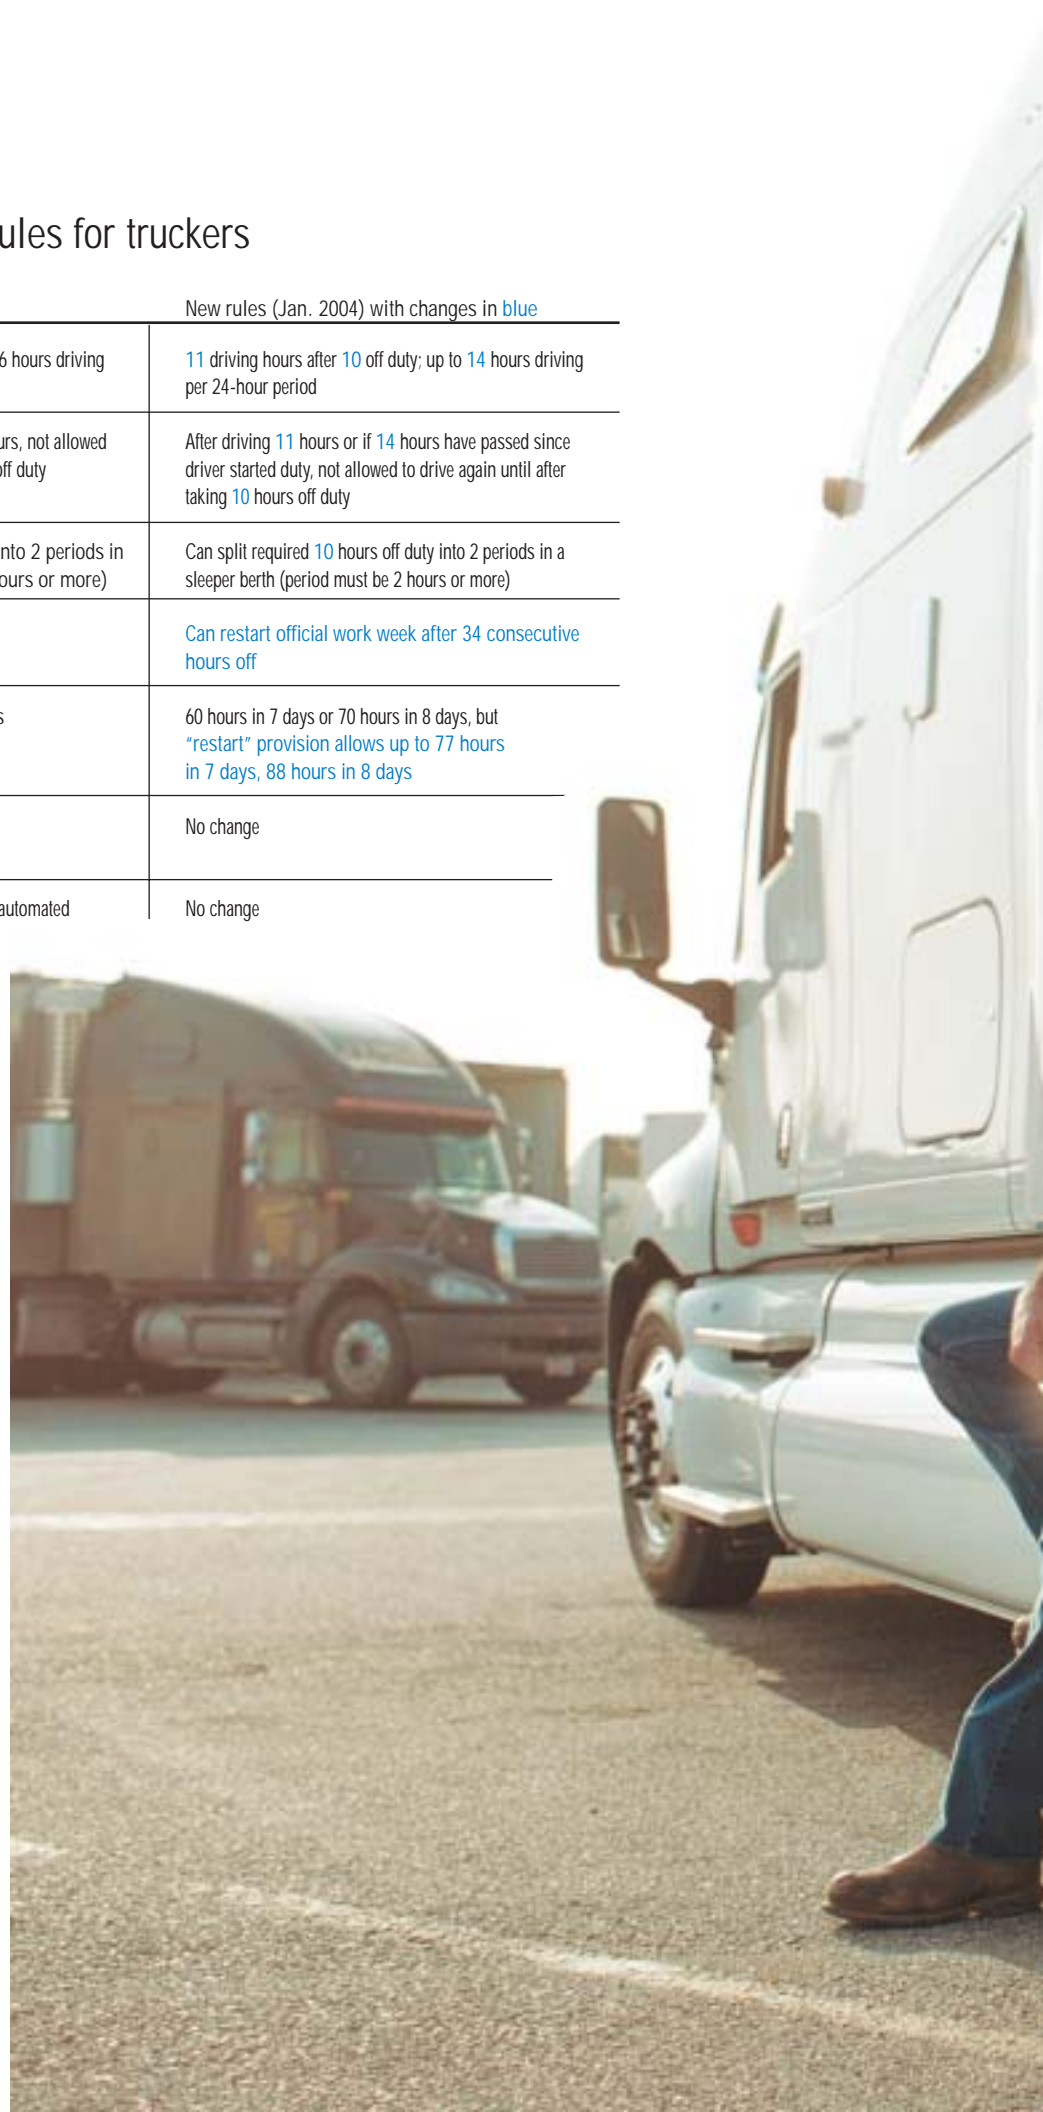 ules for truckers
New rules (Jan. 2004) with changes in blue
6 hours driving
11 driving hours after 10 off duty; up to 14 hours driving
per 24-hour period
urs, not allowed
off duty
After driving 11 hours or if 14 hours have passed since
driver started duty, not allowed to drive again until after
taking 10 hours off duty
nto 2 periods in
ours or more)
Can split required 10 hours off duty into 2 periods in a
sleeper berth (period must be 2 hours or more)
Can restart official work week after 34 consecutive
hours off
s
60 hours in 7 days or 70 hours in 8 days, but
“restart” provision allows up to 77 hours
in 7 days, 88 hours in 8 days
No change
automated
No change